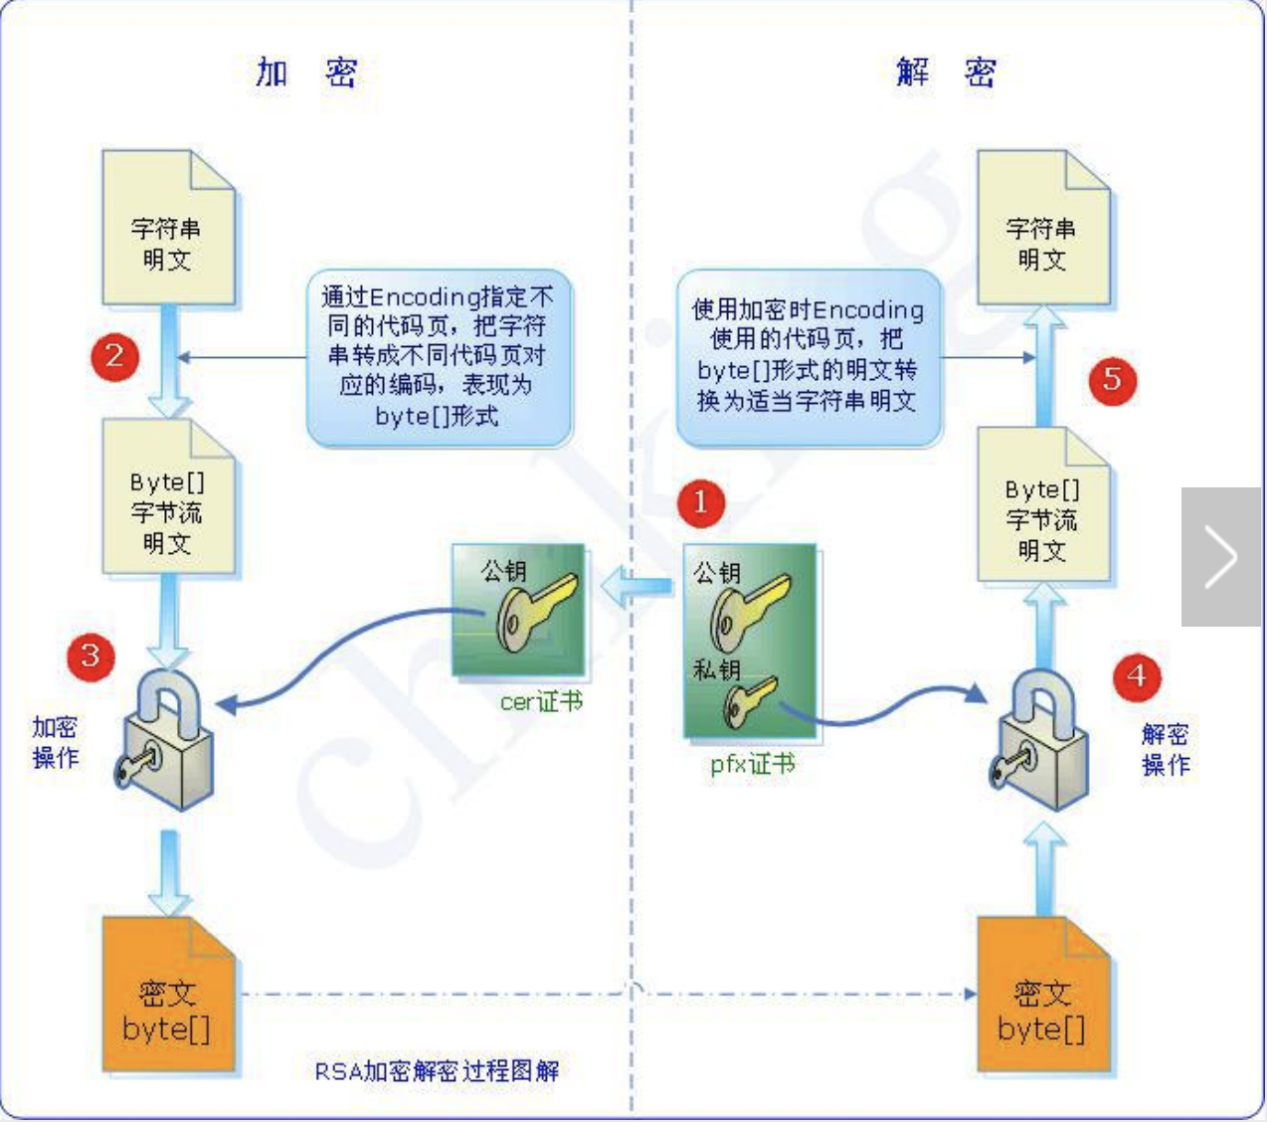 加 密
解 密
字符串
明文
2
通过Encoding指定不
同的代码页，把字符
串转成不同代码页对
应的编码，表现为
byte[]形式
Byte[]
字节流
明文
3
加密
操作
公钥
cer证书
密文
byte[]
1
公钥
私钥
pfx证书
字符串
明文
使用加密时Encoding
使用的代码页，把
byte[]形式的明文转
换为适当字符串明文
5
Byte[]
字节流
明文
4
解密
操作
密文
byte[]
RSA加密解密过程图解
chnking